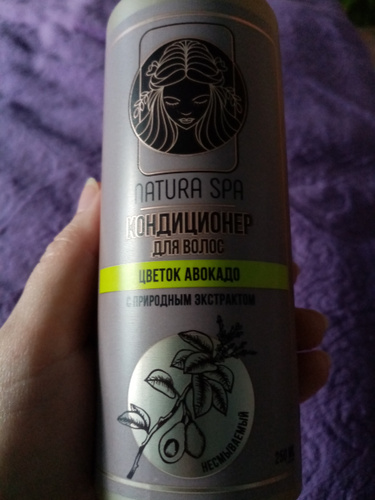 NATURA SPA
КОНДИЦИОНЕР
ДЛЯ ВОЛОС
ЦВЕТОК АВОКАДО
С ПРИРОДНЫМ ЭКСТРАКТОМ
НЕСМЫВАЕМЫЙ